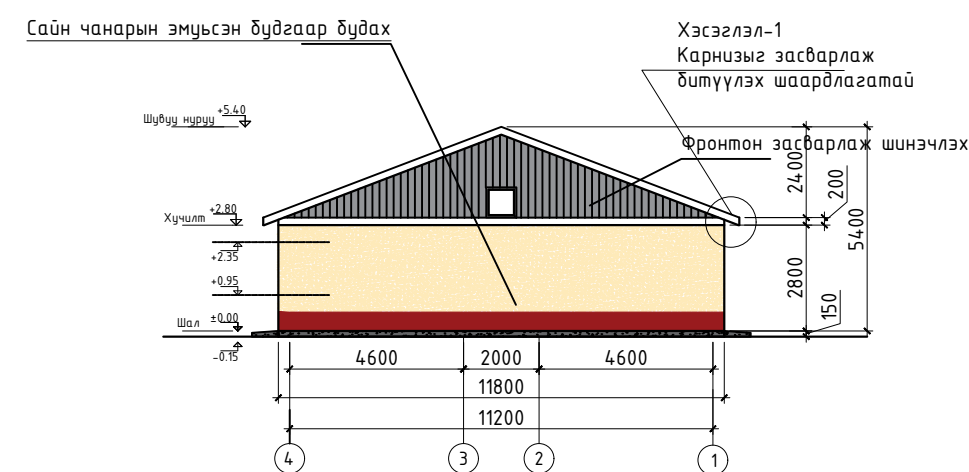 Сайн чанарын эмуьсэн будгаар будах
Хэсэглэл-1
Карнизыг засварлаж
битүүлэх шаардлагатай
Шувуу нуруу
+5.40
Фронтон засварлаж шинэчлэх
2400
200
5400
Хучилт
+2.80
+2.35
+0.95
2800
150
Шал
±0.00
-0.15
4600
2000
4600
11800
11200
4
3
2
1